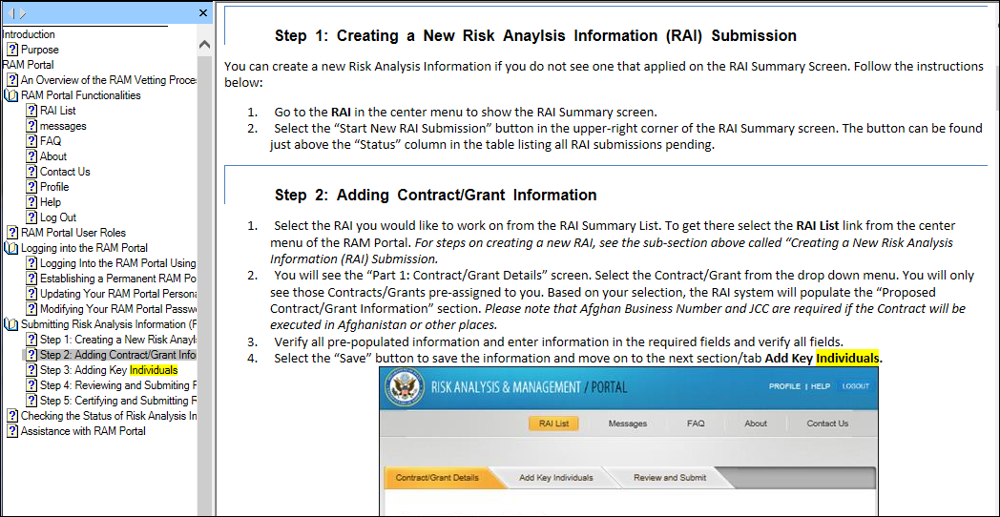 Introduction
Purpose
RAM Portal
An Overview of the RAM Vetting Proce
RAM Portal Functionalities
RAI List
messages
FAQ
About
Contact Us
Profile
Help
Log Out
RAM Portal User Roles
Logging into the RAM Portal
Logging Into the RAM Portal Using
Establishing a Permanent RAM Po
Updating Your RAM Portal Persona
Modifying Your RAM Portal Passw
Submitting Risk Analysis Information (F
Step 1: Creating a New Risk Anayl
Step 2: Adding Contract/Grant Info
Step 3: Adding Key Individuals
Step 4: Reviewing and Submiting F
Step 5: Certifying and Submitting F
Checking the Status of Risk Analysis In
Assistance with RAM Portal
Step 1: Creating a New Risk Anaylsis Information (RAI) Submission
You can create a new Risk Analysis Information if you do not see one that applied on the RAI Summary Screen. Follow the instructions
below:
1. Go to the RAI in the center menu to show the RAI Summary screen.
2. Select the “Start New RAI Submission” button in the upper-right corner of the RAI Summary screen. The button can be found
just above the “Status” column in the table listing all RAI submissions pending.
Step 2: Adding Contract/Grant Information
1. Select the RAI you would like to work on from the RAI Summary List. To get there select the RAI List link from the center
menu of the RAM Portal. For steps on creating a new RAI, see the sub-section above called “Creating a New Risk Analysis
Information (RAI) Submission.
2. You will see the “Part 1: Contract/Grant Details” screen. Select the Contract/Grant from the drop down menu. You will only
see those Contracts/Grants pre-assigned to you. Based on your selection, the RAI system will populate the “Proposed
Contract/Grant Information” section. Please note that Afghan Business Number and JCC are required if the Contract will be
executed in Afghanistan or other places.
3. Verify all pre-populated information and enter information in the required fields and verify all fields.
4. Select the “Save” button to save the information and move on to the next section/tab Add Key Individuals.
RISK ANALYSIS & MANAGEMENT / PORTAL
PROFILE | HELP LOGOUT
RAI List Messages FAQ About Contact Us
Contract/Grant Details Add Key Individuals Review and Submit